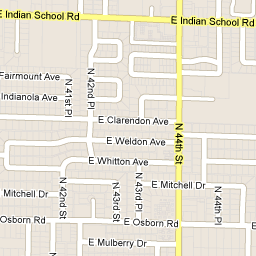 E Indian School Rd
E Indian School Rd
Fairmount Ave
Indianola Ave
N 41st Pl
N 42nd Pl
E Clarendon Ave
N 44th St
E Weldon Ave
E Whitton Ave
Mitchell Dr
E Mitchell Dr
N 42nd St
N 43rd St
N 43rd Pl
N 44th Pl
Osborn Rd
E Osborn Rd
E Mulberry Dr